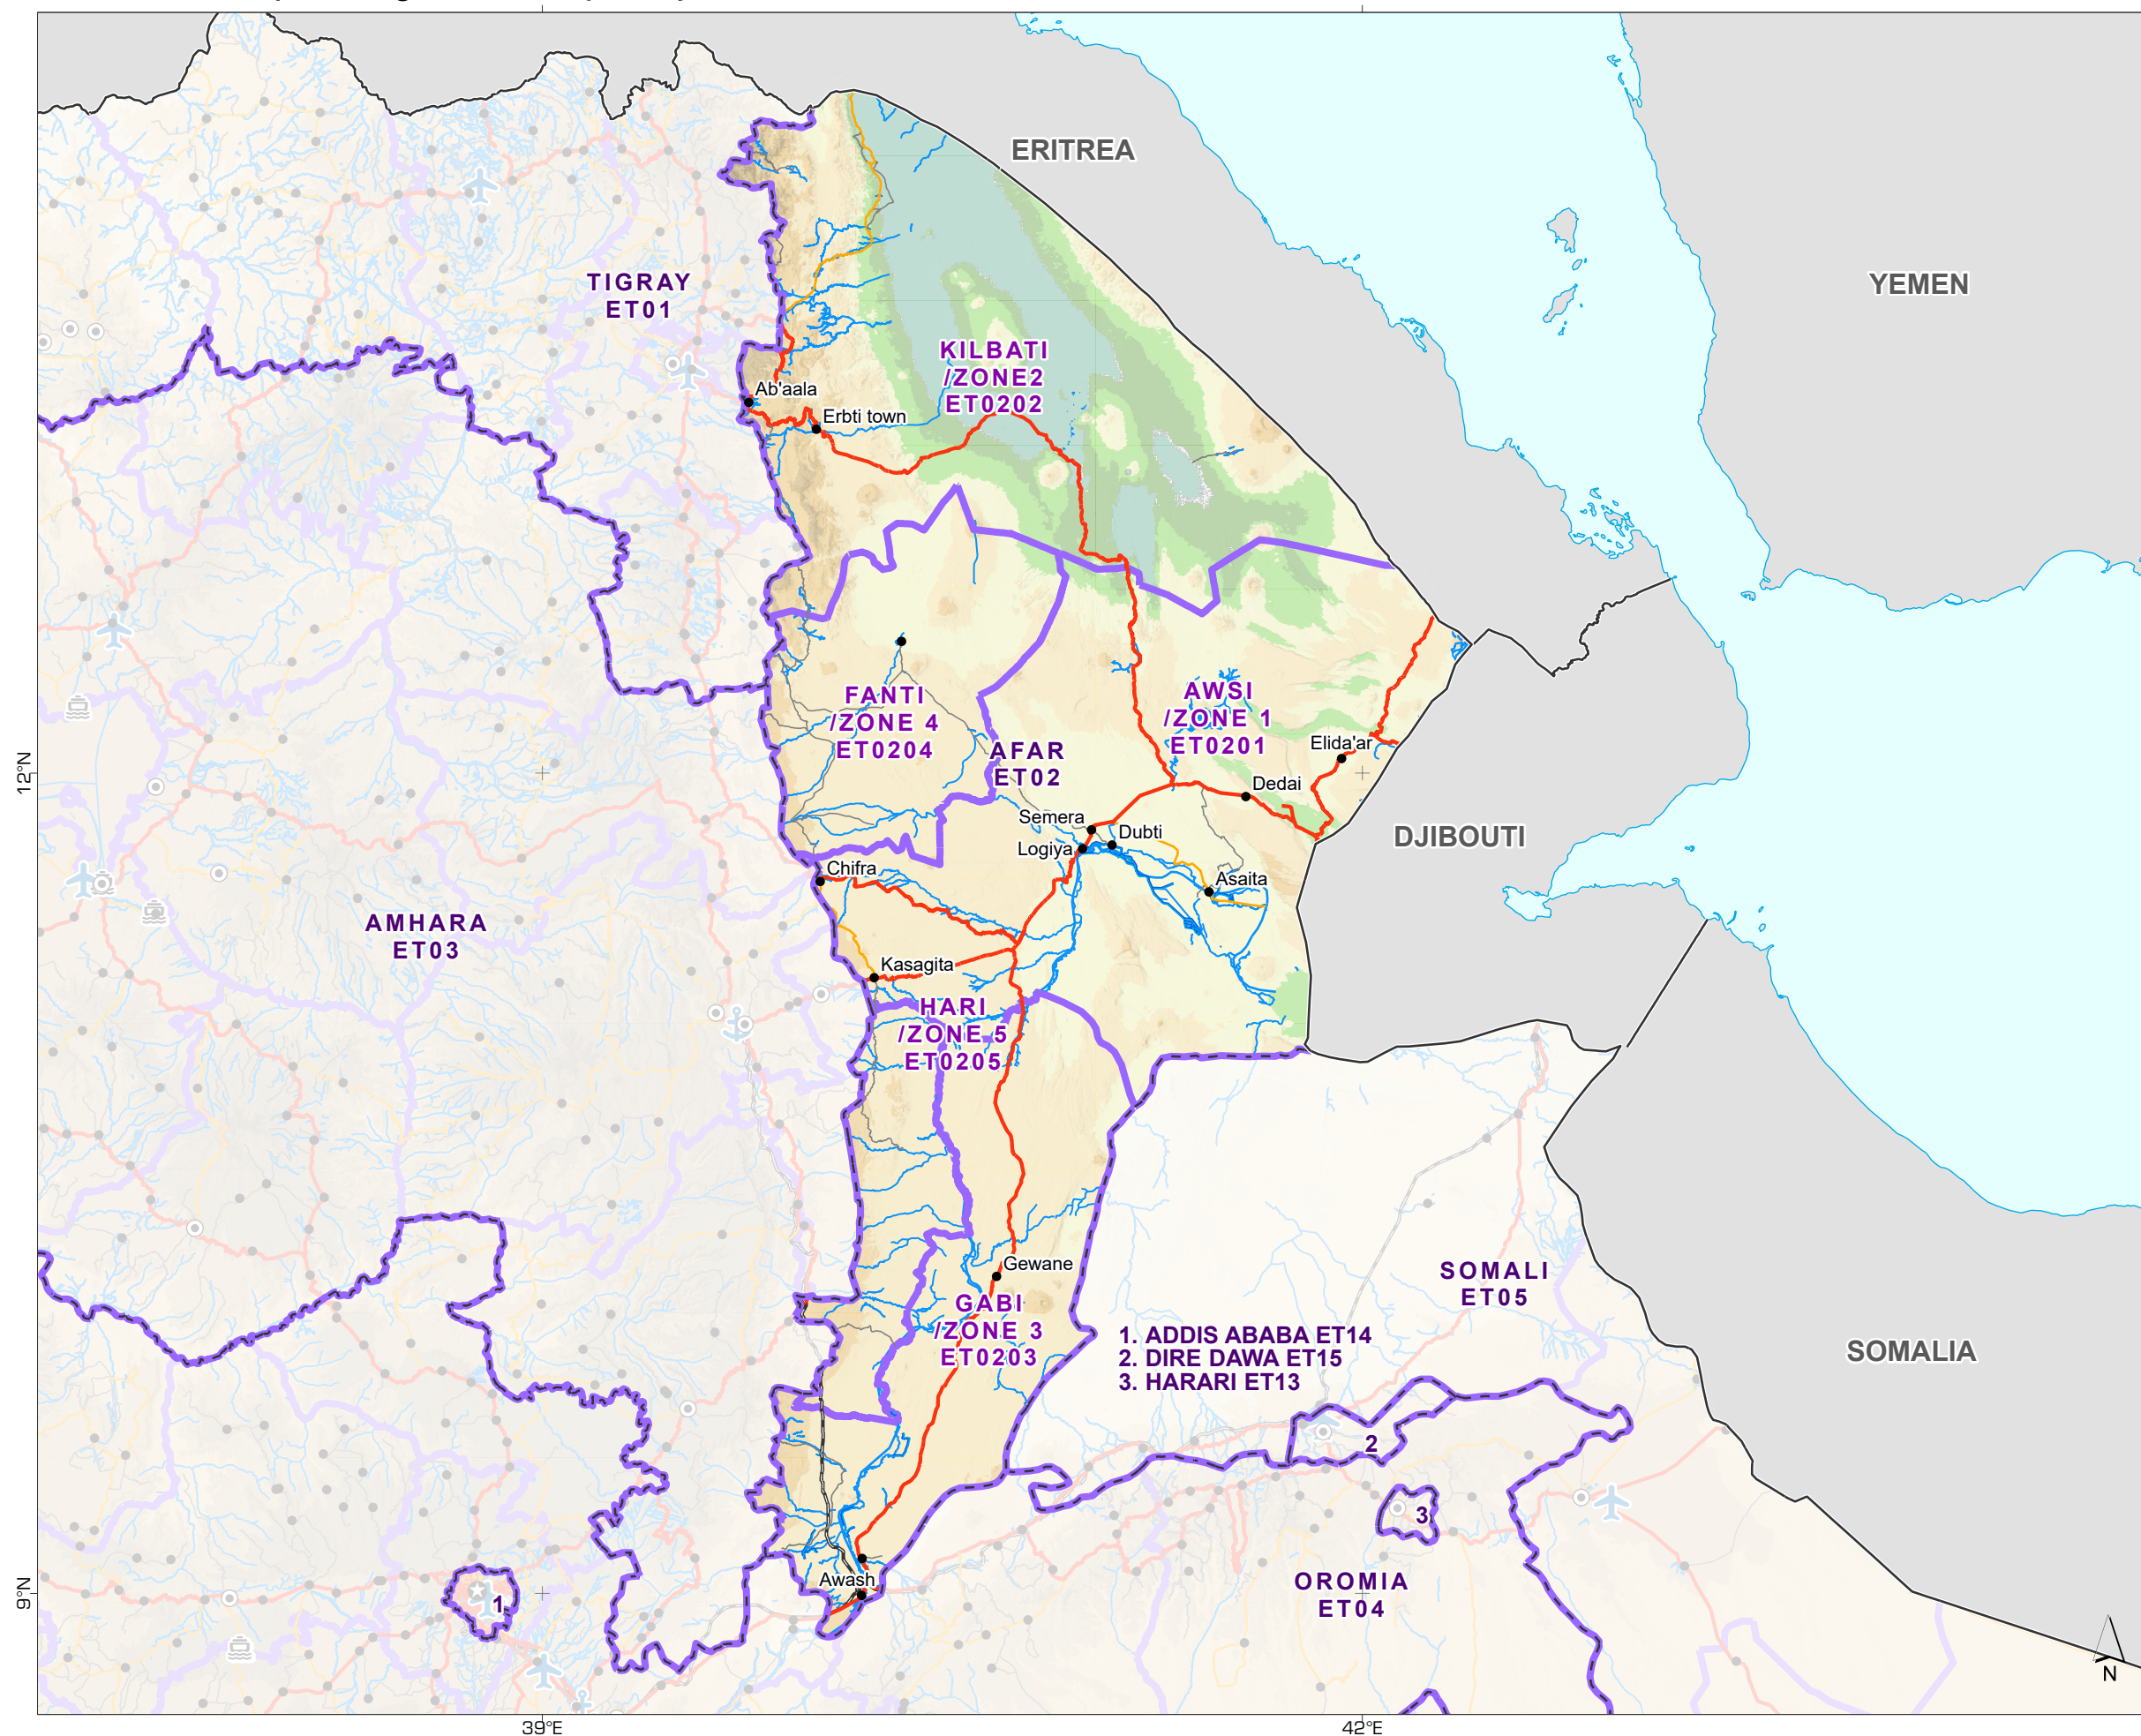 ERITREA
YEMEN
TIGRAY
ET01
KILBATI
/ZONE2
ET0202
Ab'aala
Erbti town
FANTI
/ZONE 4
ET0204
AWSI
/ZONE 1
ET0201
AFAR
ET02
Elida'ar
12°N
Dedai
Semera
Dubti
Logiya
DJIBOUTI
Chifra
Asaita
AMHARA
ET03
Kasagita
HARI
/ZONE 5
ET0205
Gewane
SOMALI
ET05
GABI
/ZONE 3
ET0203
1. ADDIS ABABA ET14
2. DIRE DAWA ET15
3. HARARI ET13
SOMALIA
2
3
Awash
OROMIA
ET04
9°N
1
N
39°E
42°E